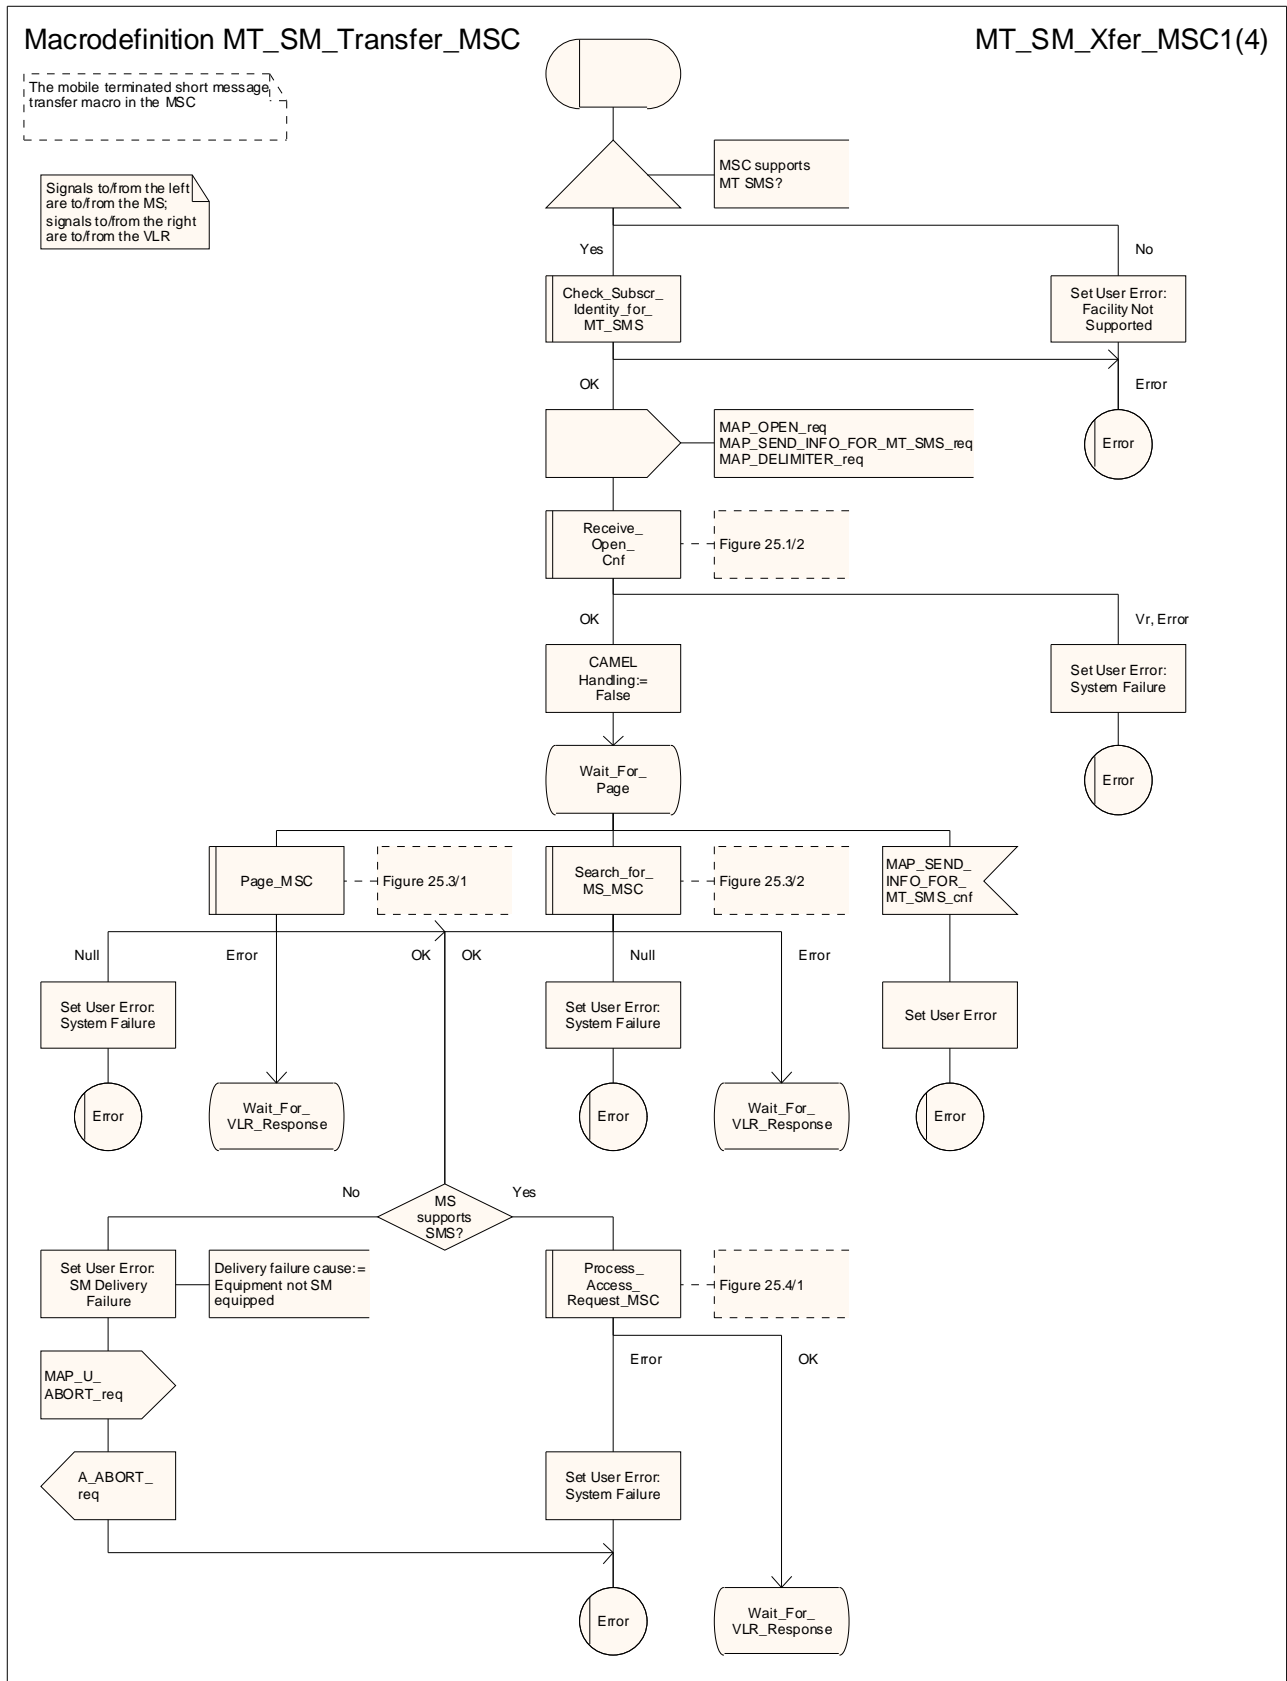 Macrodefinition MT_SM_Transfer_MSC
MT_SM_Xfer_MSC1(4)
The mobile terminated short message
transfer macro in the MSC
Signals to/from the left
are to/from the MS;
signals to/from the right
are to/from the VLR
MSC supports
MT SMS?
Yes
No
Check_Subscr_
Identity_for_
MT_SMS
Set User Error:
Facility Not
Supported
OK
Error
MAP_OPEN_req
MAP_SEND_INFO_FOR_MT_SMS_req
MAP_DELIMITER_req
Error
Receive_
Open_
Cnf
Figure 25.1/2
OK
Vr, Error
CAMEL
Handling:=
False
Set User Error:
System Failure
Wait_For_
Page
Error
Page_MSC
Figure 25.3/1
Search_for_
MS_MSC
Figure 25.3/2
MAP_SEND_
INFO_FOR_
MT_SMS_cnf
Null
Error
OK
OK
Null
Error
Set User Error:
System Failure
Set User Error:
System Failure
Set User Error
Error
Wait_For_
VLR_Response
Error
Wait_For_
VLR_Response
Error
No
MS
supports
SMS?
Yes
Set User Error:
SM Delivery
Failure
Delivery failure cause:=
Equipment not SM
equipped
Process_
Access_
Request_MSC
Figure 25.4/1
Error
OK
MAP_U_
ABORT_req
A_ABORT_
req
Set User Error:
System Failure
Error
Wait_For_
VLR_Response